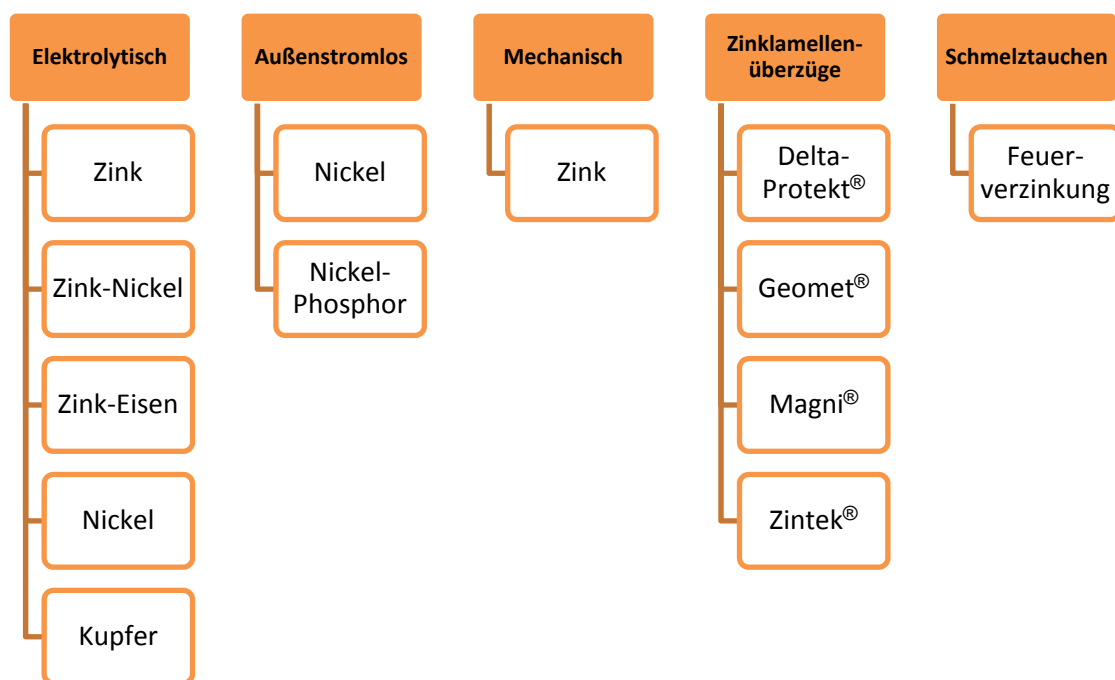 Elektrolytisch
Zink
Zink-Nickel
Zink-Eisen
Nickel
Kupfer
Außenstromlos
Nickel
Nickel-
Phosphor
Mechanisch
Zink
Zinklamellen-
überzüge
Delta-
Protekt®
Geomet®
Magni®
Zintek®
Schmelztauchen
Feuer-
verzinkung